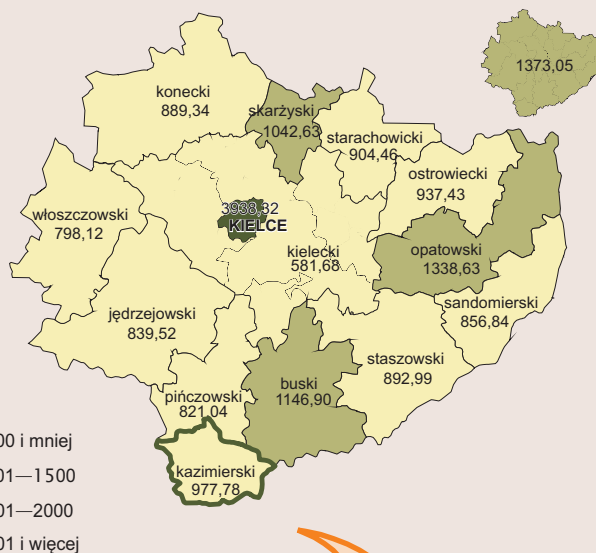 1373,05
konecki
889,34
skarżyski
1042,63
starachowicki
904,46
ostrowiecki
937,43
włoszczowski
798,12
3938,32
KIELCE
kielecki
581,68
opatowski
1338,63
sandomierski
856,84
jędrzejowski
839,52
staszowski
892,99
buski
1146,90
pińczowski
821,04
kazimierski
977,78
00 i mniej
01—1500
01—2000
01 i więcej